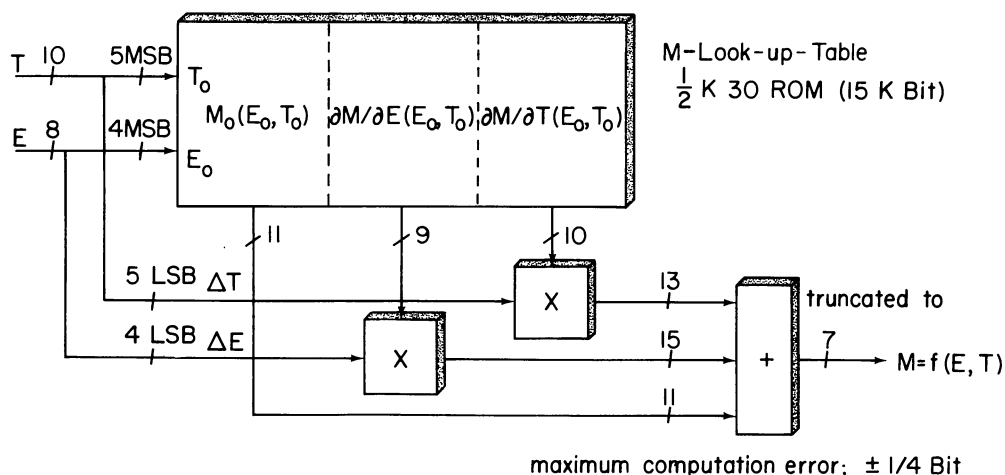 T 10 5MSB
T₀
E 8 4MSB
E₀
M₀(E₀,T₀) ∂M/∂E(E₀,T₀) ∂M/∂T(E₀,T₀)
M-Look-up-Table
½ K 30 ROM (15 K Bit)
11 9 10
5 LSB ΔT X 13
4 LSB ΔE X 15
11
+
truncated to
7
M=f(E,T)
maximum computation error: ± 1/4 Bit